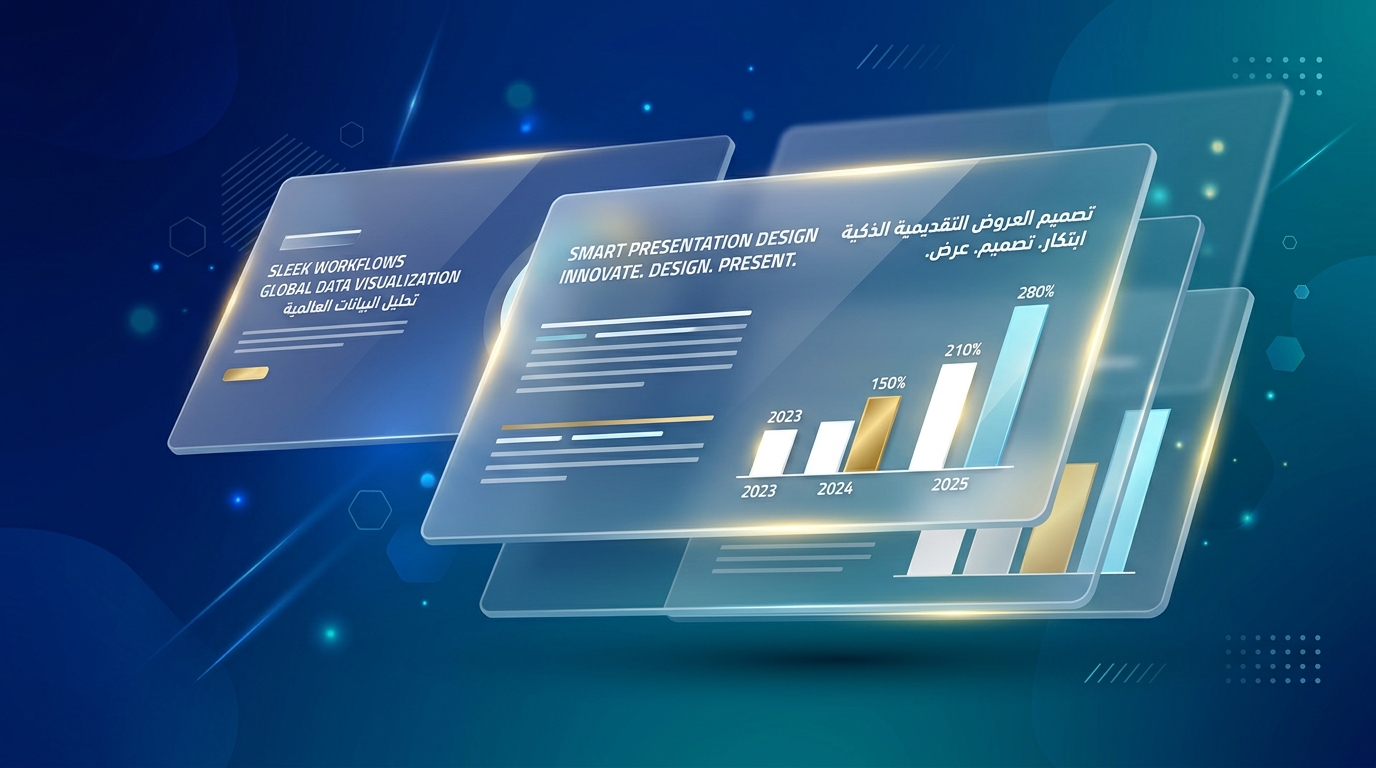 SLEEK WORKFLOWS
GLOBAL DATA VISUALIZATION
تحليل البيانات العالمية
SMART PRESENTATION DESIGN
INNOVATE. DESIGN. PRESENT.
تصميم العروض التقديمية الذكية
ابتكار. تصميم. عرض.
280%
210%
150%
2023
2023
2024
2025